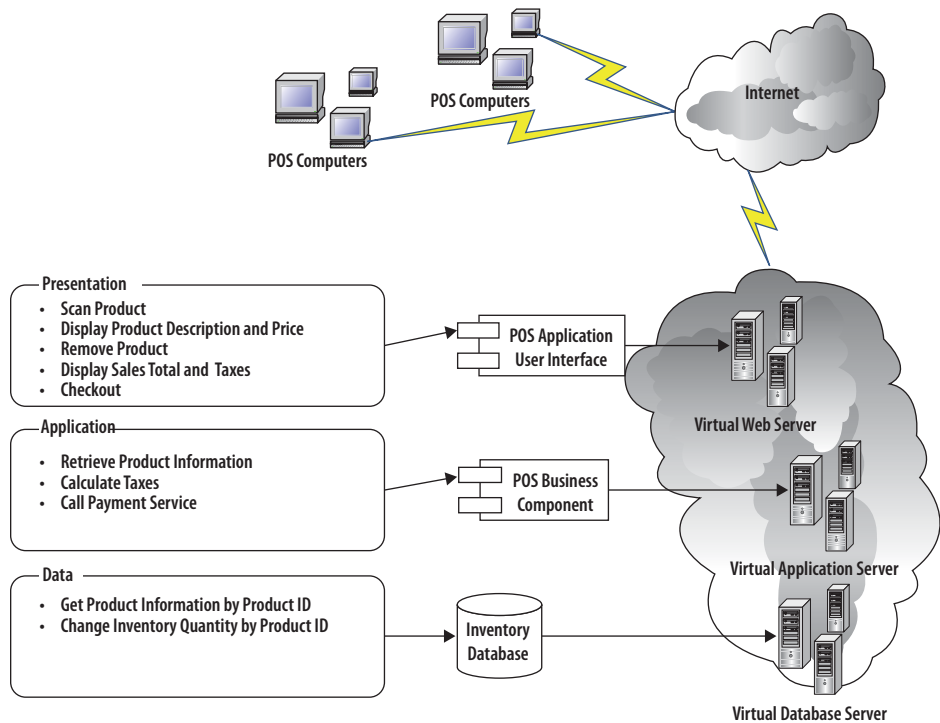 POS Computers
POS Computers
Internet
Presentation
• Scan Product
• Display Product Description and Price
• Remove Product
• Display Sales Total and Taxes
• Checkout
POS Application
User Interface
Virtual Web Server
Application
• Retrieve Product Information
• Calculate Taxes
• Call Payment Service
POS Business
Component
Virtual Application Server
Data
• Get Product Information by Product ID
• Change Inventory Quantity by Product ID
Inventory
Database
Virtual Database Server